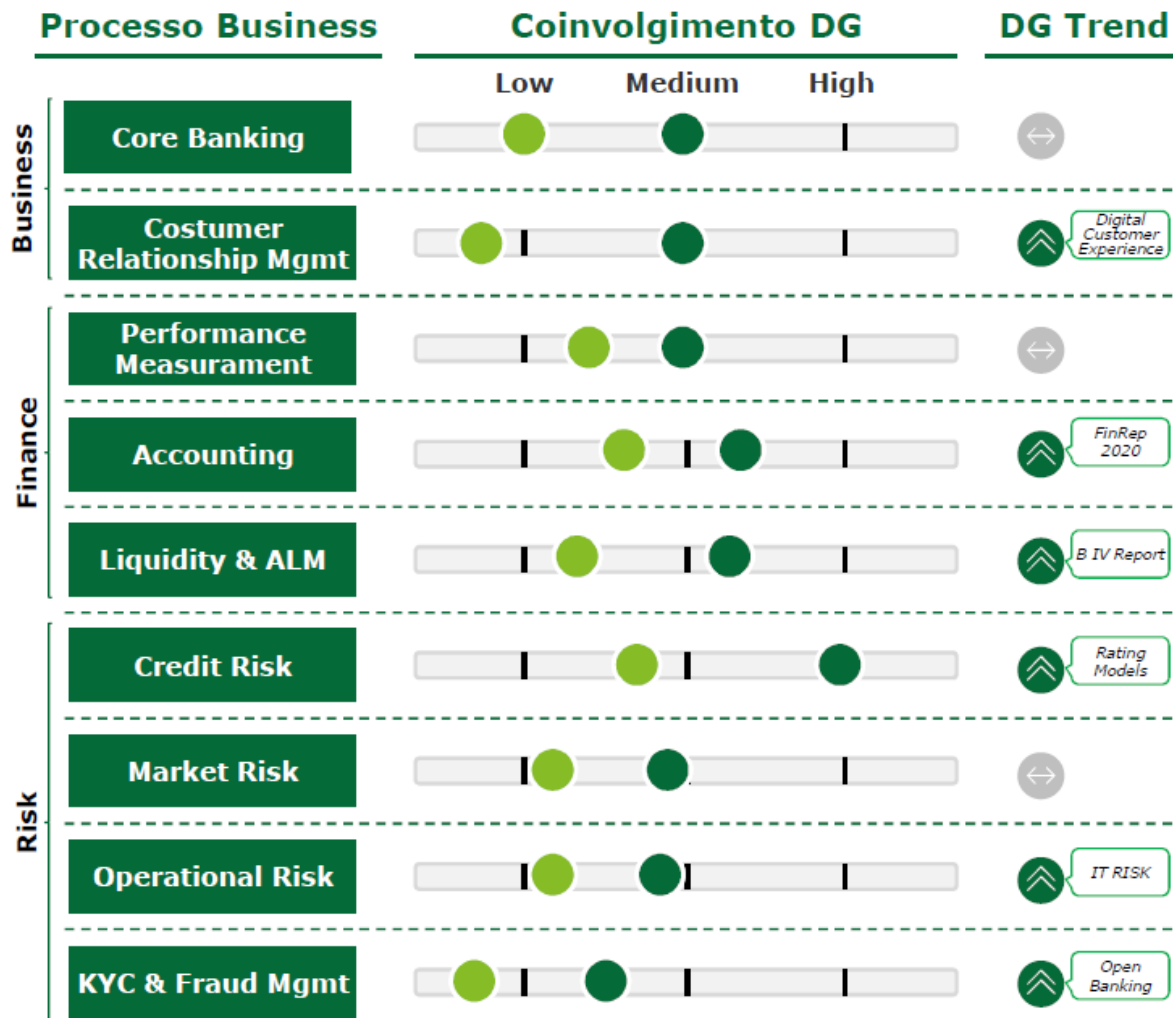 Processo Business
Coinvolgimento DG
DG Trend
Low
Medium
High
Business
Core Banking
Costumer
Relationship Mgmt
Digital
Customer
Experience
Finance
Performance
Measurament
Accounting
FinRep
2020
Liquidity & ALM
B IV Report
Risk
Credit Risk
Rating
Models
Market Risk
Operational Risk
IT RISK
KYC & Fraud Mgmt
Open
Banking